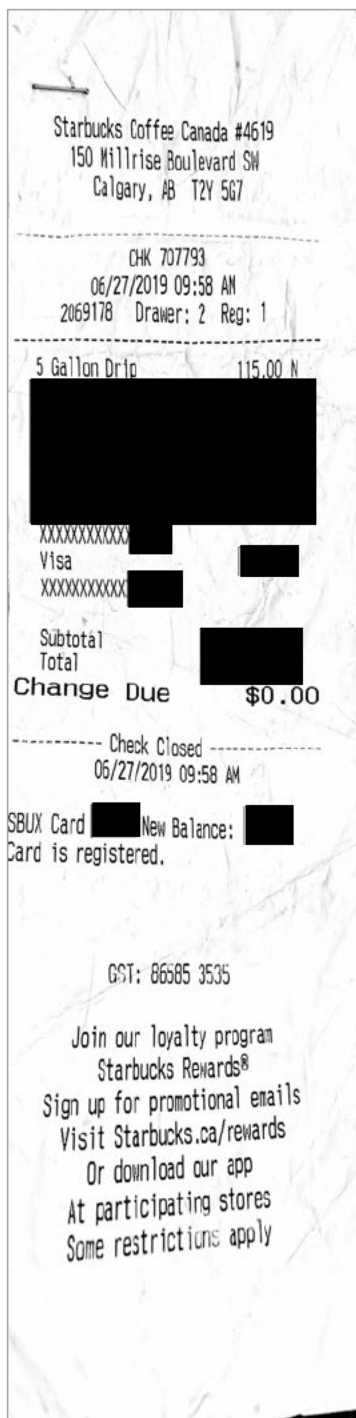 Starbucks Coffee Canada #4619
150 Millrise Boulevard SW
Calgary, AB T2Y 5G7
CHK 707793
06/27/2019 09:58 AM
2069178 Drawer: 2 Reg: 1
5 Gallon Drip 115.00 N
XXXXXXXXXXX
Visa
XXXXXXXXXXX
Subtotal
Total
Change Due $0.00
Check Closed
06/27/2019 09:58 AM
SBUX Card New Balance:
Card is registered.
GST: 86585 3535
Join our loyalty program
Starbucks Rewards®
Sign up for promotional emails
Visit Starbucks.ca/rewards
Or download our app
At participating stores
Some restrictions apply